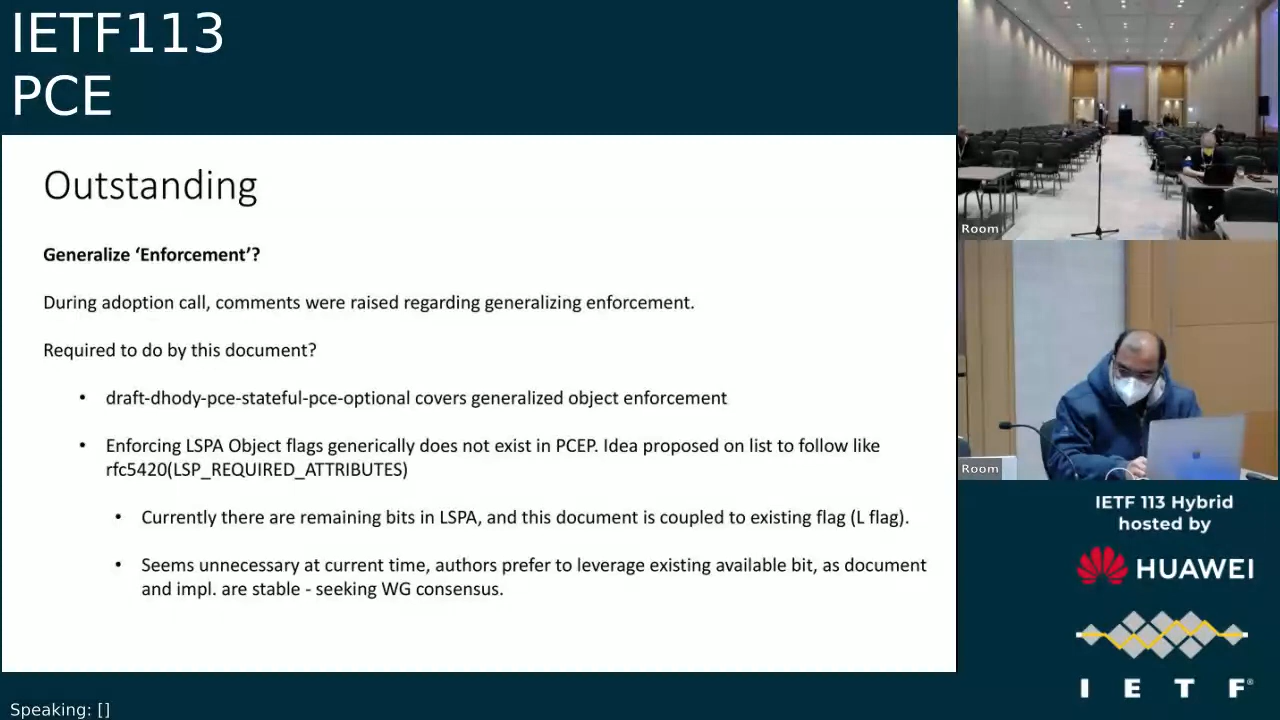 IETF113
PCE
Outstanding
Generalize ‘Enforcement’?
During adoption call, comments were raised regarding generalizing enforcement.
Required to do by this document?
• draft-dhody-pce-stateful-pce-optional covers generalized object enforcement
• Enforcing LSPA Object flags generically does not exist in PCEP. Idea proposed on list to follow like
rfc5420(LSP_REQUIRED_ATTRIBUTES)
• Currently there are remaining bits in LSPA, and this document is coupled to existing flag (L flag).
• Seems unnecessary at current time, authors prefer to leverage existing available bit, as document
and impl. are stable - seeking WG consensus.
Room
Room
IETF 113 Hybrid
hosted by
HUAWEI
I E T F®
Speaking: []